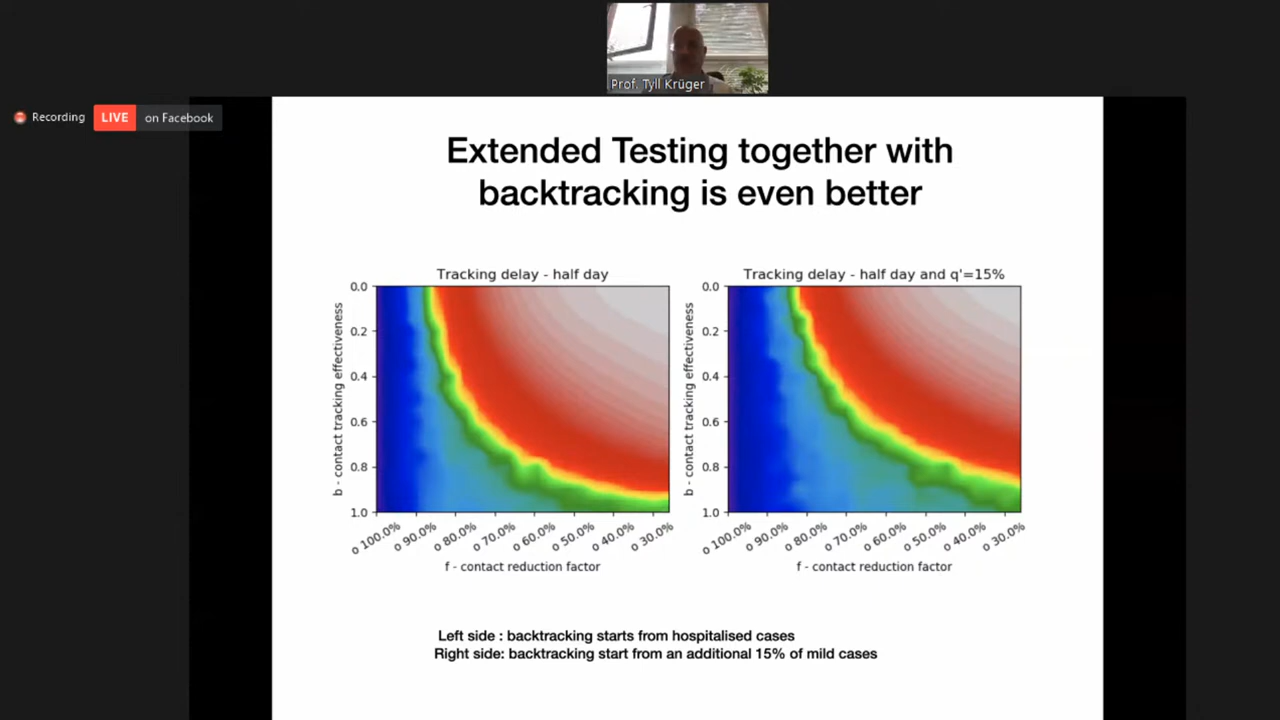 Prof. Tyll Krüger
Recording
LIVE on Facebook
Extended Testing together with
backtracking is even better
Tracking delay - half day
b - contact tracking effectiveness
0.0
0.2
0.4
0.6
0.8
1.0
o 100.0%
o 90.0%
o 80.0%
o 70.0%
o 60.0%
o 50.0%
o 40.0%
o 30.0%
f - contact reduction factor
Tracking delay - half day and q'=15%
b - contact tracking effectiveness
0.0
0.2
0.4
0.6
0.8
1.0
o 100.0%
o 90.0%
o 80.0%
o 70.0%
o 60.0%
o 50.0%
o 40.0%
o 30.0%
f - contact reduction factor
Left side : backtracking starts from hospitalised cases
Right side: backtracking start from an additional 15% of mild cases